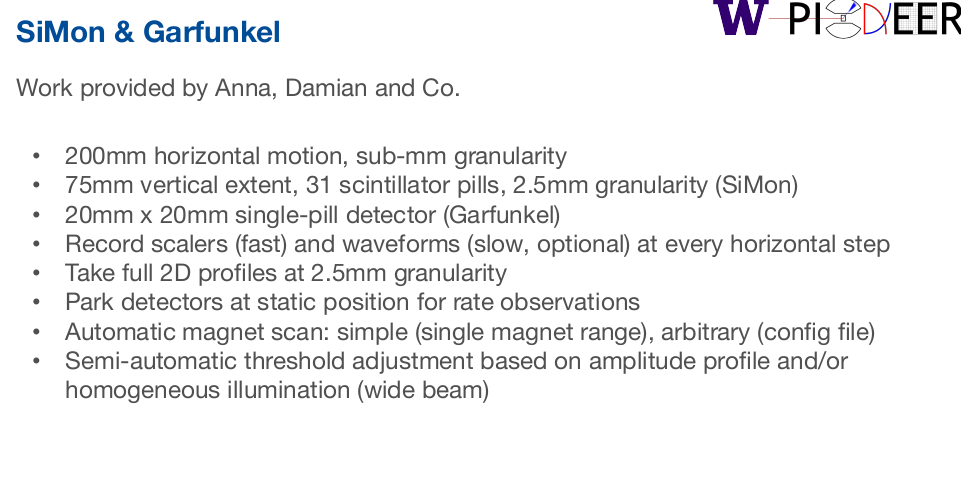 SiMon & Garfunkel
W PIONEER
Work provided by Anna, Damian and Co.
• 200mm horizontal motion, sub-mm granularity
• 75mm vertical extent, 31 scintillator pills, 2.5mm granularity (SiMon)
• 20mm x 20mm single-pill detector (Garfunkel)
• Record scalers (fast) and waveforms (slow, optional) at every horizontal step
• Take full 2D profiles at 2.5mm granularity
• Park detectors at static position for rate observations
• Automatic magnet scan: simple (single magnet range), arbitrary (config file)
• Semi-automatic threshold adjustment based on amplitude profile and/or
homogeneous illumination (wide beam)